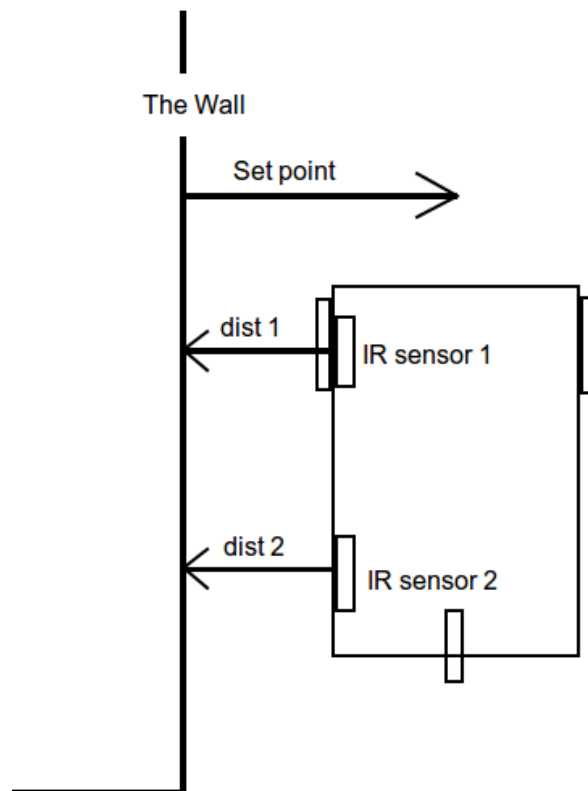 The Wall
Set point
dist 1
IR sensor 1
dist 2
IR sensor 2